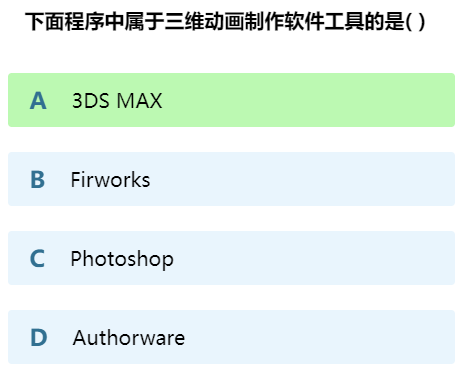 下面程序中属于三维动画制作软件工具的是( )
A 3DS MAX
B Firworks
C Photoshop
D Authorware